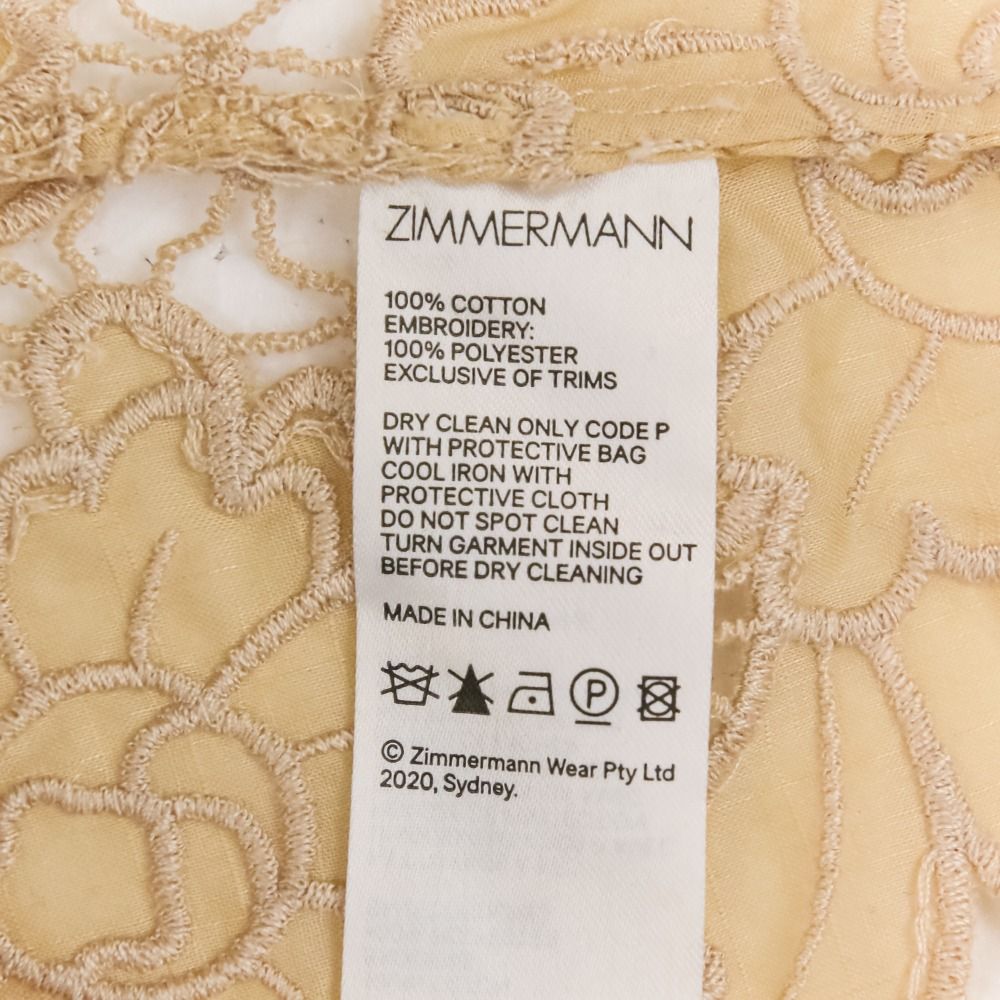 ZIMMERMANN
100% COTTON
EMBROIDERY:
100% POLYESTER
EXCLUSIVE OF TRIMS
DRY CLEAN ONLY CODE P
WITH PROTECTIVE BAG
COOL IRON WITH
PROTECTIVE CLOTH
DO NOT SPOT CLEAN
TURN GARMENT INSIDE OUT
BEFORE DRY CLEANING
MADE IN CHINA
P
© Zimmermann Wear Pty Ltd
2020, Sydney.